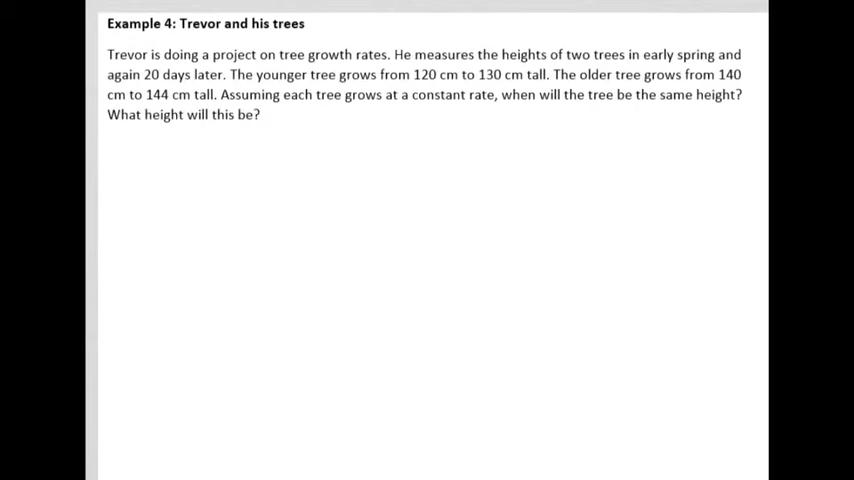 Example 4: Trevor and his trees
Trevor is doing a project on tree growth rates. He measures the heights of two trees in early spring and
again 20 days later. The younger tree grows from 120 cm to 130 cm tall. The older tree grows from 140
cm to 144 cm tall. Assuming each tree grows at a constant rate, when will the tree be the same height?
What height will this be?